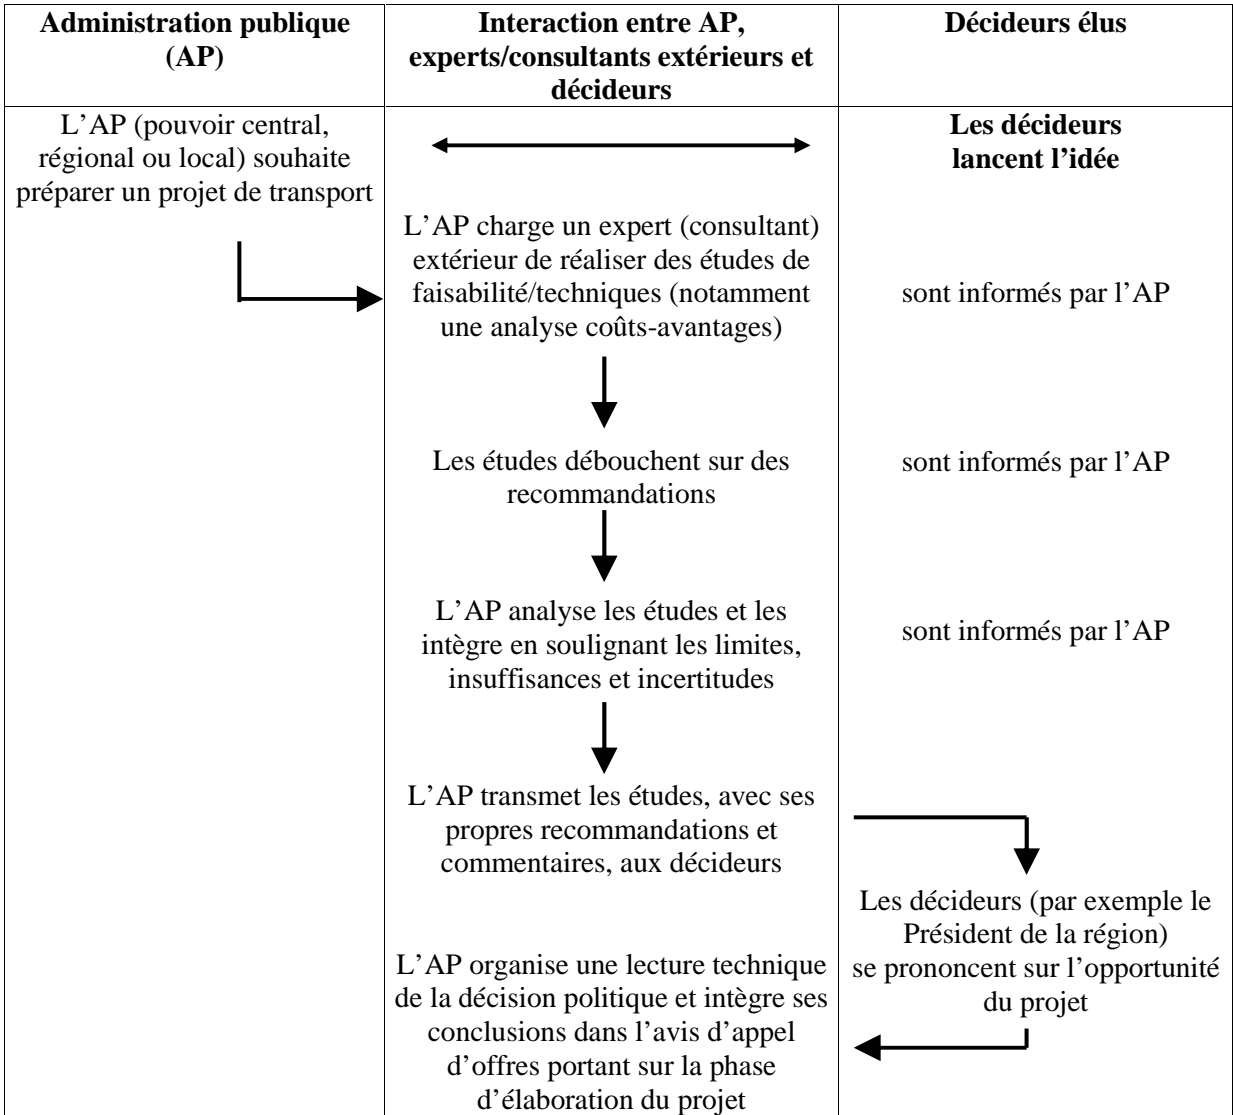 Administration publique
(AP)
Interaction entre AP,
experts/consultants extérieurs et
décideurs
Décideurs élus
L’AP (pouvoir central,
régional ou local) souhaite
préparer un projet de transport
Les décideurs
lancent l’idée
L’AP charge un expert (consultant)
extérieur de réaliser des études de
faisabilité/techniques (notamment
une analyse coûts-avantages)
sont informés par l’AP
Les études débouchent sur des
recommandations
sont informés par l’AP
L’AP analyse les études et les
intègre en soulignant les limites,
insuffisances et incertitudes
sont informés par l’AP
L’AP transmet les études, avec ses
propres recommandations et
commentaires, aux décideurs
Les décideurs (par exemple le
Président de la région)
se prononcent sur l’opportunité
du projet
L’AP organise une lecture technique
de la décision politique et intègre ses
conclusions dans l’avis d’appel
d’offres portant sur la phase
d’élaboration du projet